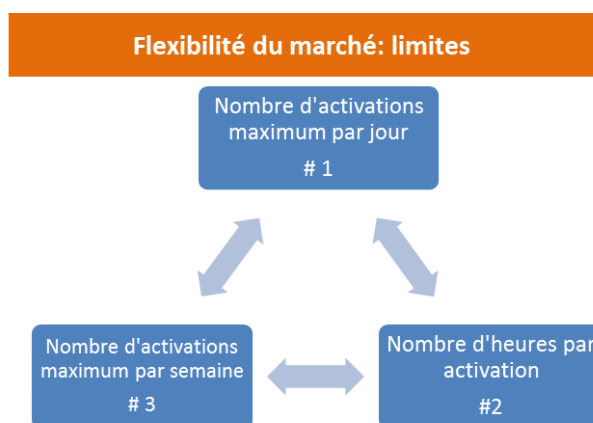 Flexibilité du marché: limites
Nombre d'activations
maximum par jour
# 1
Nombre d'activations
maximum par semaine
# 3
Nombre d'heures par
activation
#2